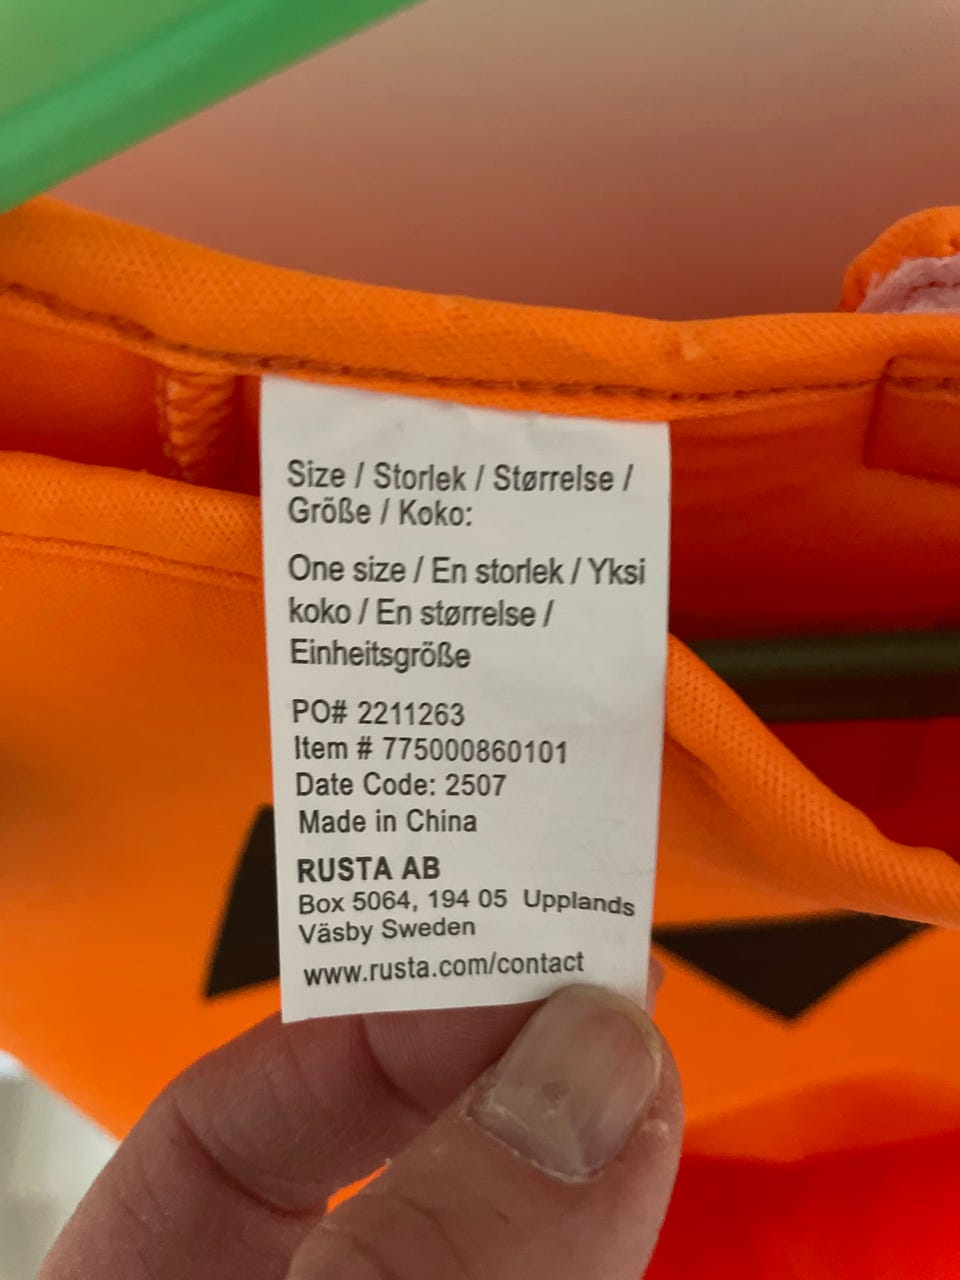 Size / Storlek / Størrelse /
Größe / Koko:
One size / En storlek / Yksi
koko / En størrelse /
Einheitsgröße
PO# 2211263
Item # 775000860101
Date Code: 2507
Made in China
RUSTA AB
Box 5064, 194 05 Upplands
Väsby Sweden
www.rusta.com/contact